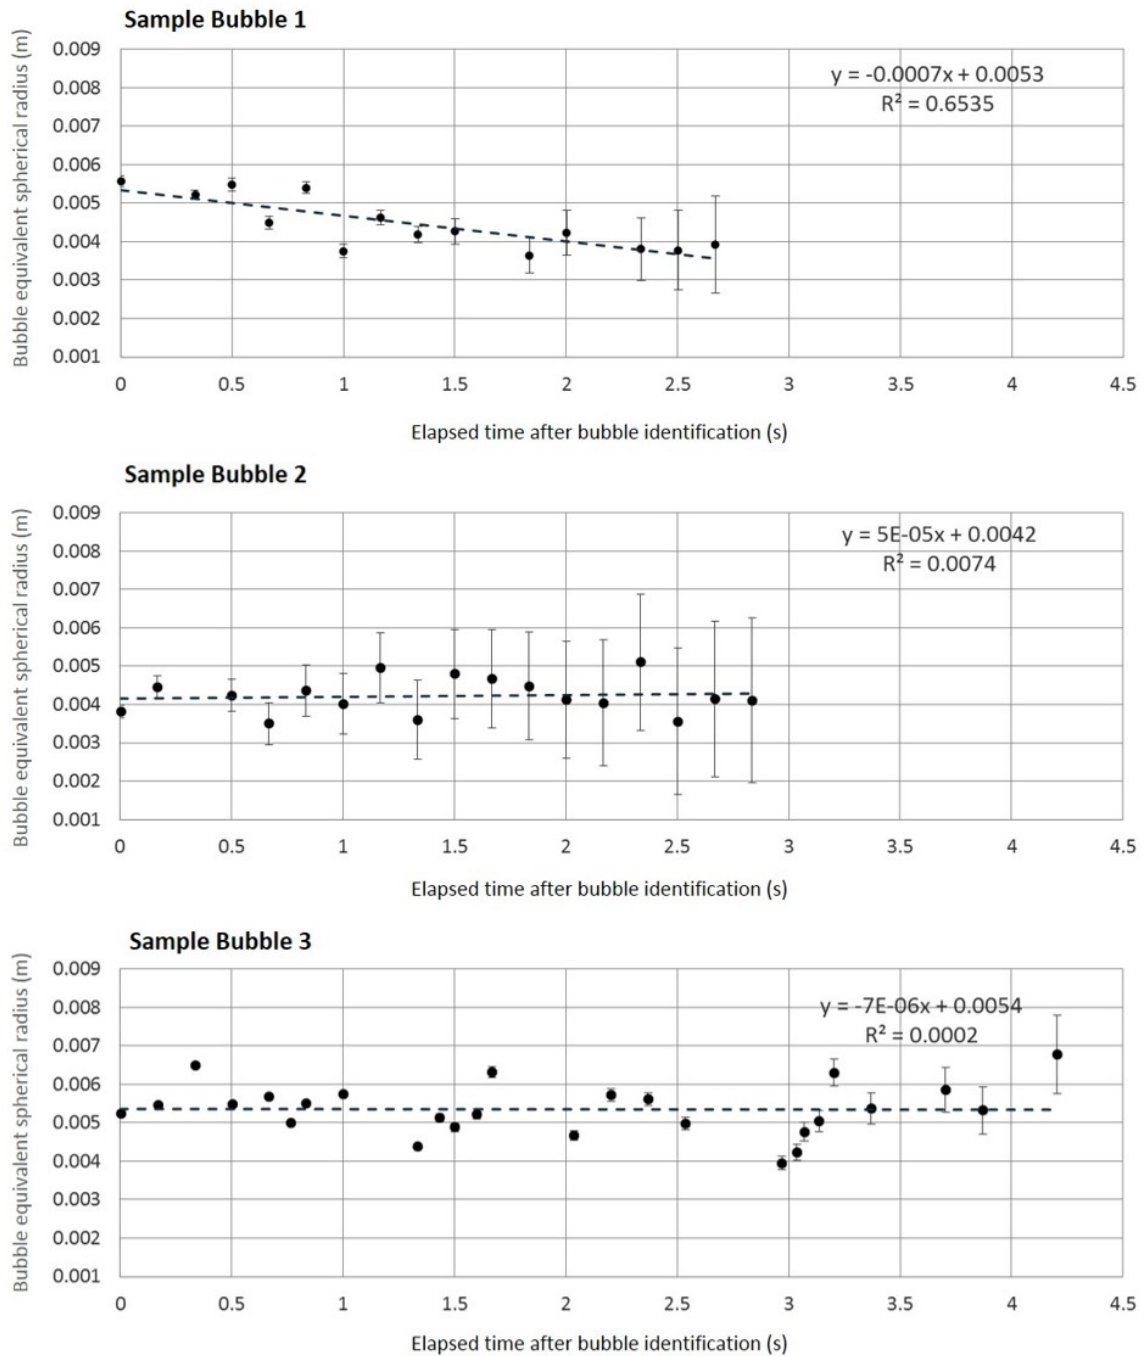 Sample Bubble 1
Bubble equivalent spherical radius (m)
0.009
0.008
0.007
0.006
0.005
0.004
0.003
0.002
0.001
y = -0.0007x + 0.0053
R² = 0.6535
0 0.5 1 1.5 2 2.5 3 3.5 4 4.5
Elapsed time after bubble identification (s)
Sample Bubble 2
Bubble equivalent spherical radius (m)
0.009
0.008
0.007
0.006
0.005
0.004
0.003
0.002
0.001
y = 5E-05x + 0.0042
R² = 0.0074
0 0.5 1 1.5 2 2.5 3 3.5 4 4.5
Elapsed time after bubble identification (s)
Sample Bubble 3
Bubble equivalent spherical radius (m)
0.009
0.008
0.007
0.006
0.005
0.004
0.003
0.002
0.001
y = -7E-06x + 0.0054
R² = 0.0002
0 0.5 1 1.5 2 2.5 3 3.5 4 4.5
Elapsed time after bubble identification (s)